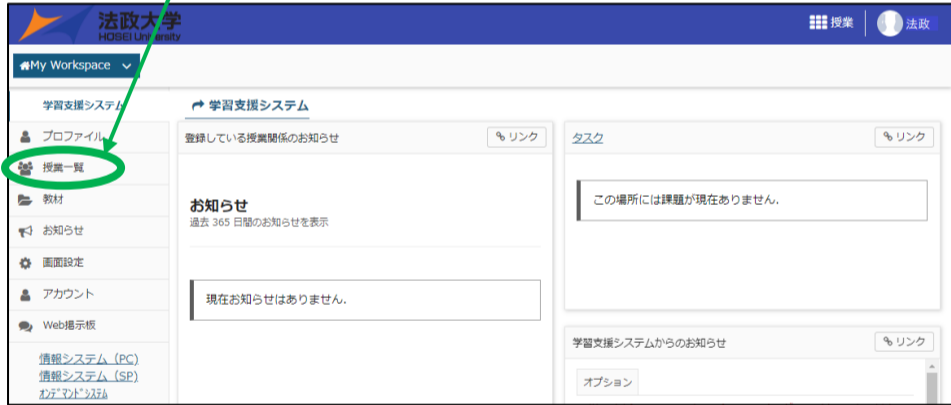 法政大学
HOSEI University
授業
法政
My Workspace
学習支援システム
プロファイル
授業一覧
教材
お知らせ
画面設定
アカウント
Web掲示板
情報システム (PC)
情報システム (SP)
ｵﾝﾃﾞﾏﾝﾄﾞｼｽﾃﾑ
学習支援システム
登録している授業関係のお知らせ
リンク
お知らせ
過去 365 日間のお知らせを表示
現在お知らせはありません.
タスク
リンク
この場所には課題が現在ありません.
学習支援システムからのお知らせ
リンク
オプション